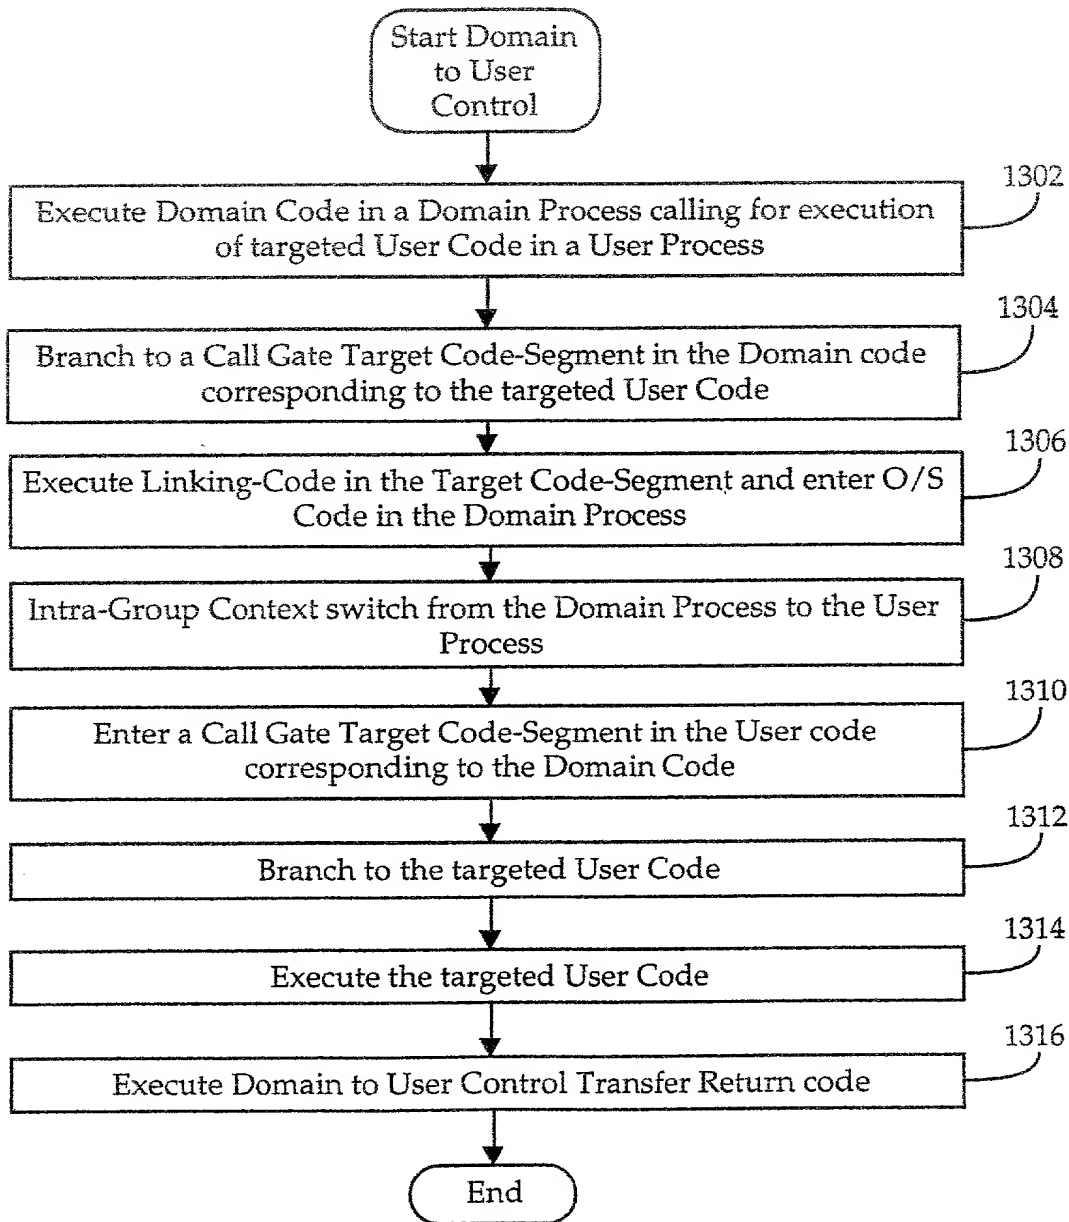 Start Domain
to User
Control
1302
Execute Domain Code in a Domain Process calling for execution
of targeted User Code in a User Process
1304
Branch to a Call Gate Target Code-Segment in the Domain code
corresponding to the targeted User Code
1306
Execute Linking-Code in the Target Code-Segment and enter O/S
Code in the Domain Process
1308
Intra-Group Context switch from the Domain Process to the User
Process
1310
Enter a Call Gate Target Code-Segment in the User code
corresponding to the Domain Code
1312
Branch to the targeted User Code
1314
Execute the targeted User Code
1316
Execute Domain to User Control Transfer Return code
End